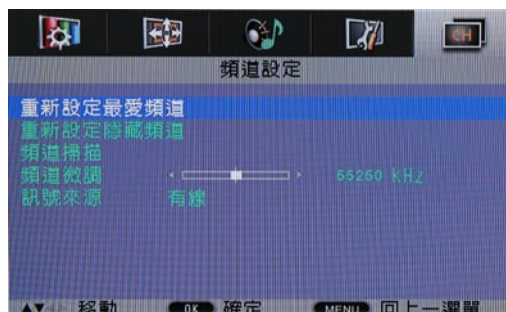 CH
頻道設定
重新設定最愛頻道
重新設定隱藏頻道
頻道掃描
頻道微調 55250 KHz
訊號來源 有線
移動 OK 確定 MENU 回上一選單